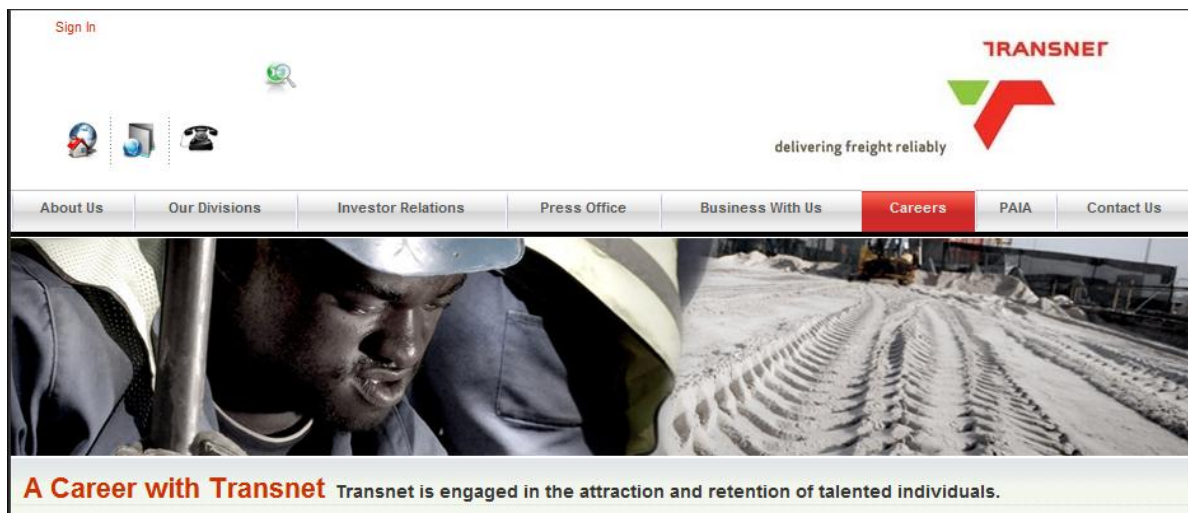 Sign In
TRANSNET
delivering freight reliably
About Us Our Divisions Investor Relations Press Office Business With Us Careers PAIA Contact Us
A Career with Transnet Transnet is engaged in the attraction and retention of talented individuals.